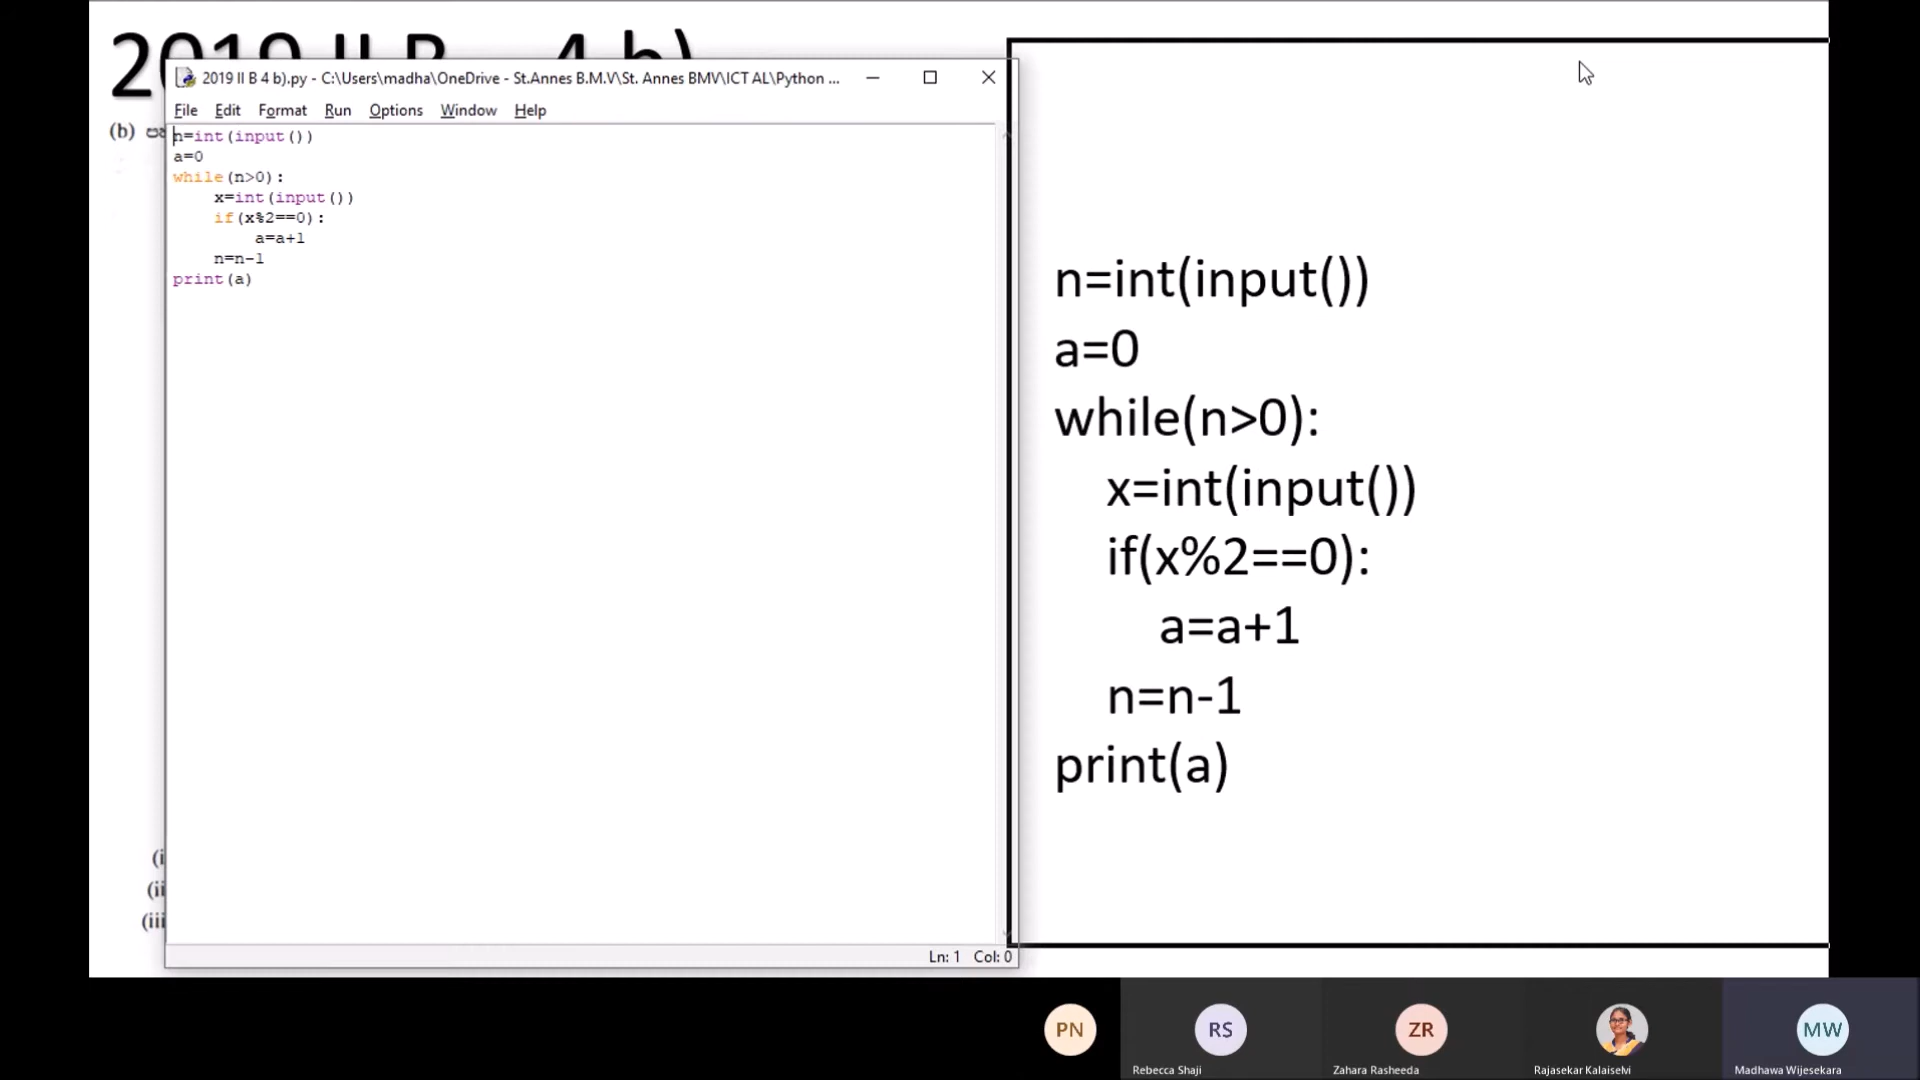 2019 II B 4 b)
(b)
2019 II B 4 b).py - C:\Users\madha\OneDrive - St.Annes B.M.V\St. Annes BMV\ICT AL\Python ...
File Edit Format Run Options Window Help
n=int(input())
a=0
while(n>0):
    x=int(input())
    if(x%2==0):
        a=a+1
    n=n-1
print(a)
Ln: 1 Col: 0
n=int(input())
a=0
while(n>0):
    x=int(input())
    if(x%2==0):
        a=a+1
    n=n-1
print(a)
PN
RS
Rebecca Shaji
ZR
Zahara Rasheeda
Rajasekar Kalaiselvi
MW
Madhawa Wijesekara